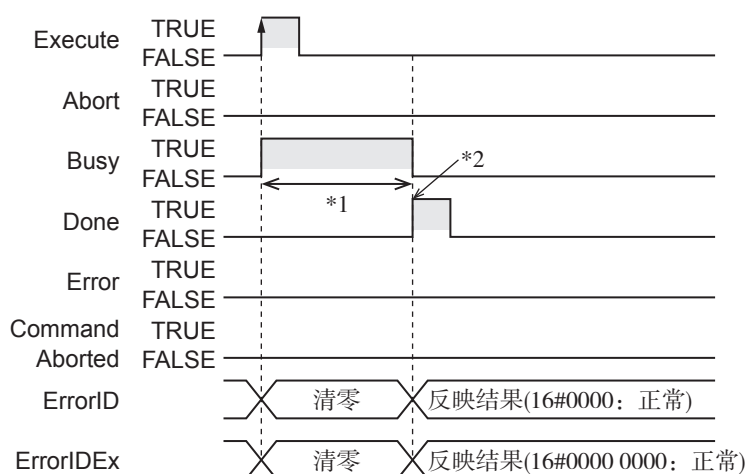 Execute TRUE
FALSE
Abort TRUE
FALSE
Busy TRUE
FALSE
*2
*1
Done TRUE
FALSE
Error TRUE
FALSE
Command TRUE
Aborted FALSE
ErrorID 清零 反映结果(16#0000：正常)
ErrorIDEx 清零 反映结果(16#0000 0000：正常)